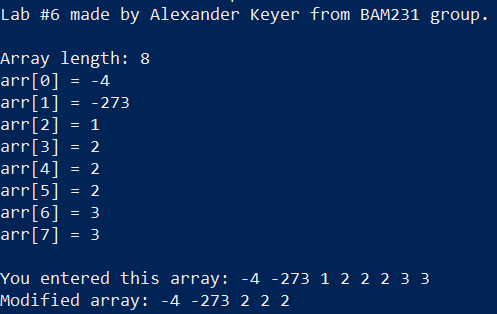 Lab #6 made by Alexander Keyer from BAM231 group.
Array length: 8
arr[0] = -4
arr[1] = -273
arr[2] = 1
arr[3] = 2
arr[4] = 2
arr[5] = 2
arr[6] = 3
arr[7] = 3
You entered this array: -4 -273 1 2 2 2 3 3
Modified array: -4 -273 2 2 2